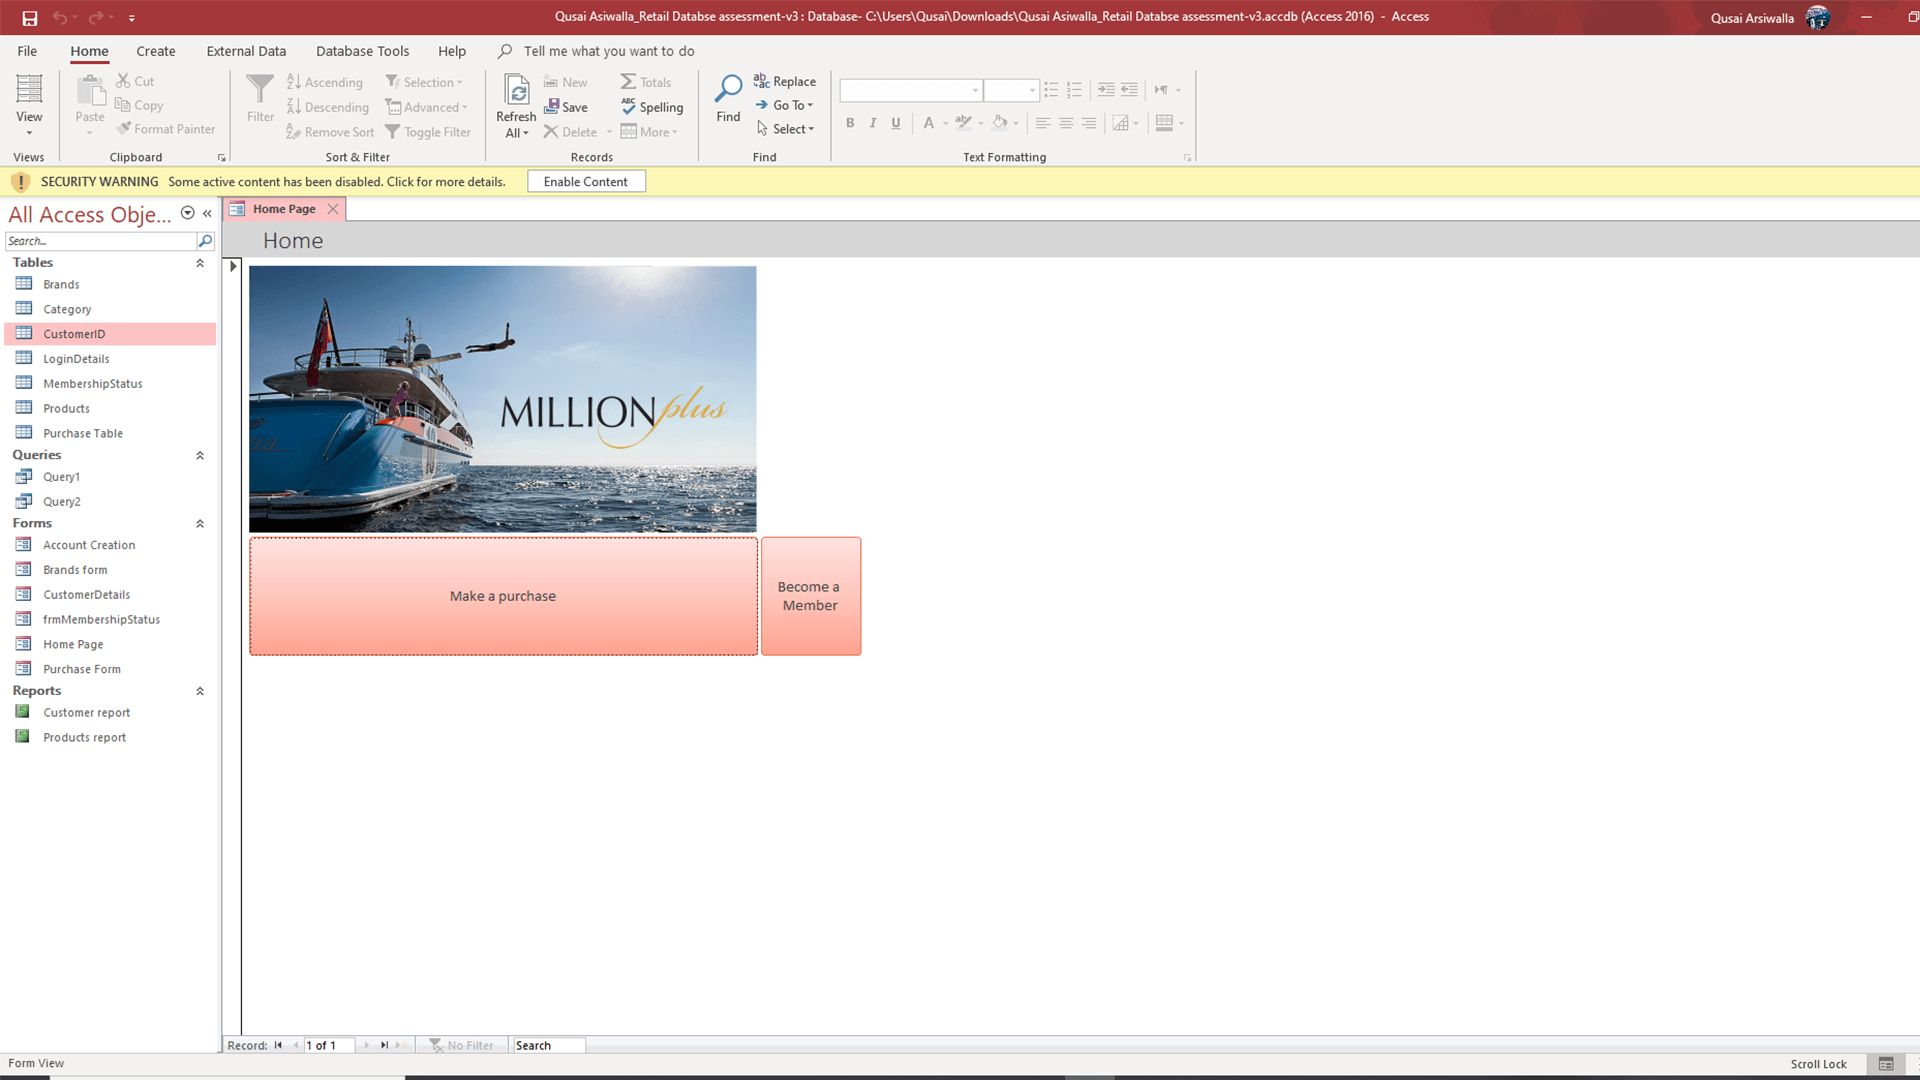 Qusai Asiwalla_Retail Databse assessment-v3 : Database- C:\Users\Qusai\Downloads\Qusai Asiwalla_Retail Databse assessment-v3.accdb (Access 2016) - Access
Qusai Arsiwalla
File Home Create External Data Database Tools Help Tell me what you want to do
View
Views
Paste
Cut
Copy
Format Painter
Clipboard
Filter
Ascending
Descending
Remove Sort
Selection
Advanced
Toggle Filter
Sort & Filter
Refresh
All
New
Save
Delete
Totals
Spelling
More
Records
Find
Replace
Go To
Select
Find
B I U A
Text Formatting
SECURITY WARNING Some active content has been disabled. Click for more details. Enable Content
All Access Obje...
Search...
Tables
Brands
Category
CustomerID
LoginDetails
MembershipStatus
Products
Purchase Table
Queries
Query1
Query2
Forms
Account Creation
Brands form
CustomerDetails
frmMembershipStatus
Home Page
Purchase Form
Reports
Customer report
Products report
Home Page
Home
MILLION plus
Make a purchase
Become a
Member
Record: 1 of 1 No Filter Search
Form View
Scroll Lock